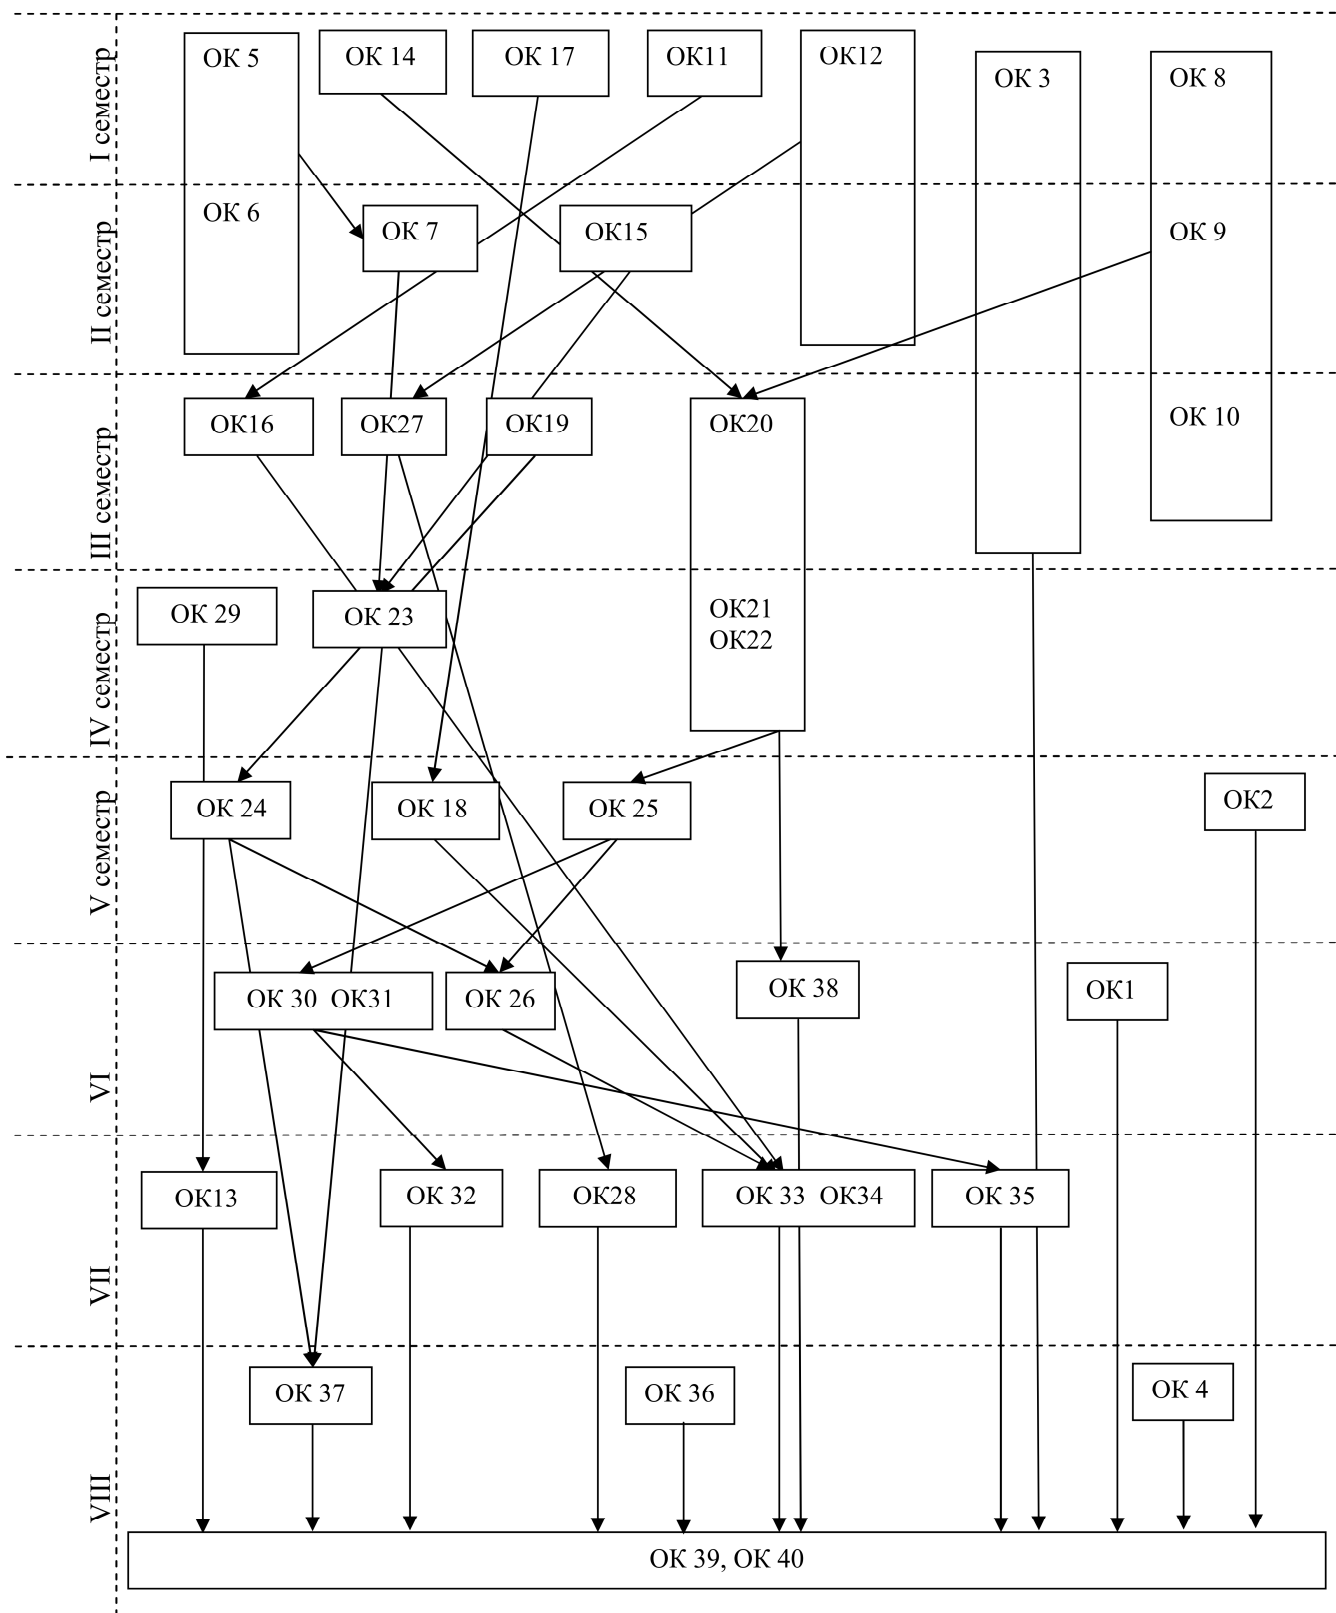 I семестр
ОК 5
ОК 14
ОК 17
ОК11
ОК12
ОК 3
ОК 8
II семестр
ОК 6
ОК 7
ОК15
ОК 9
III семестр
ОК16
ОК27
ОК19
ОК20
ОК 10
IV семестр
ОК 29
ОК 23
ОК21
ОК22
V семестр
ОК 24
ОК 18
ОК 25
ОК2
VI
ОК 30 ОК31
ОК 26
ОК 38
ОК1
VII
ОК13
ОК 32
ОК28
ОК 33 ОК34
ОК 35
VIII
ОК 37
ОК 36
ОК 4
ОК 39, ОК 40